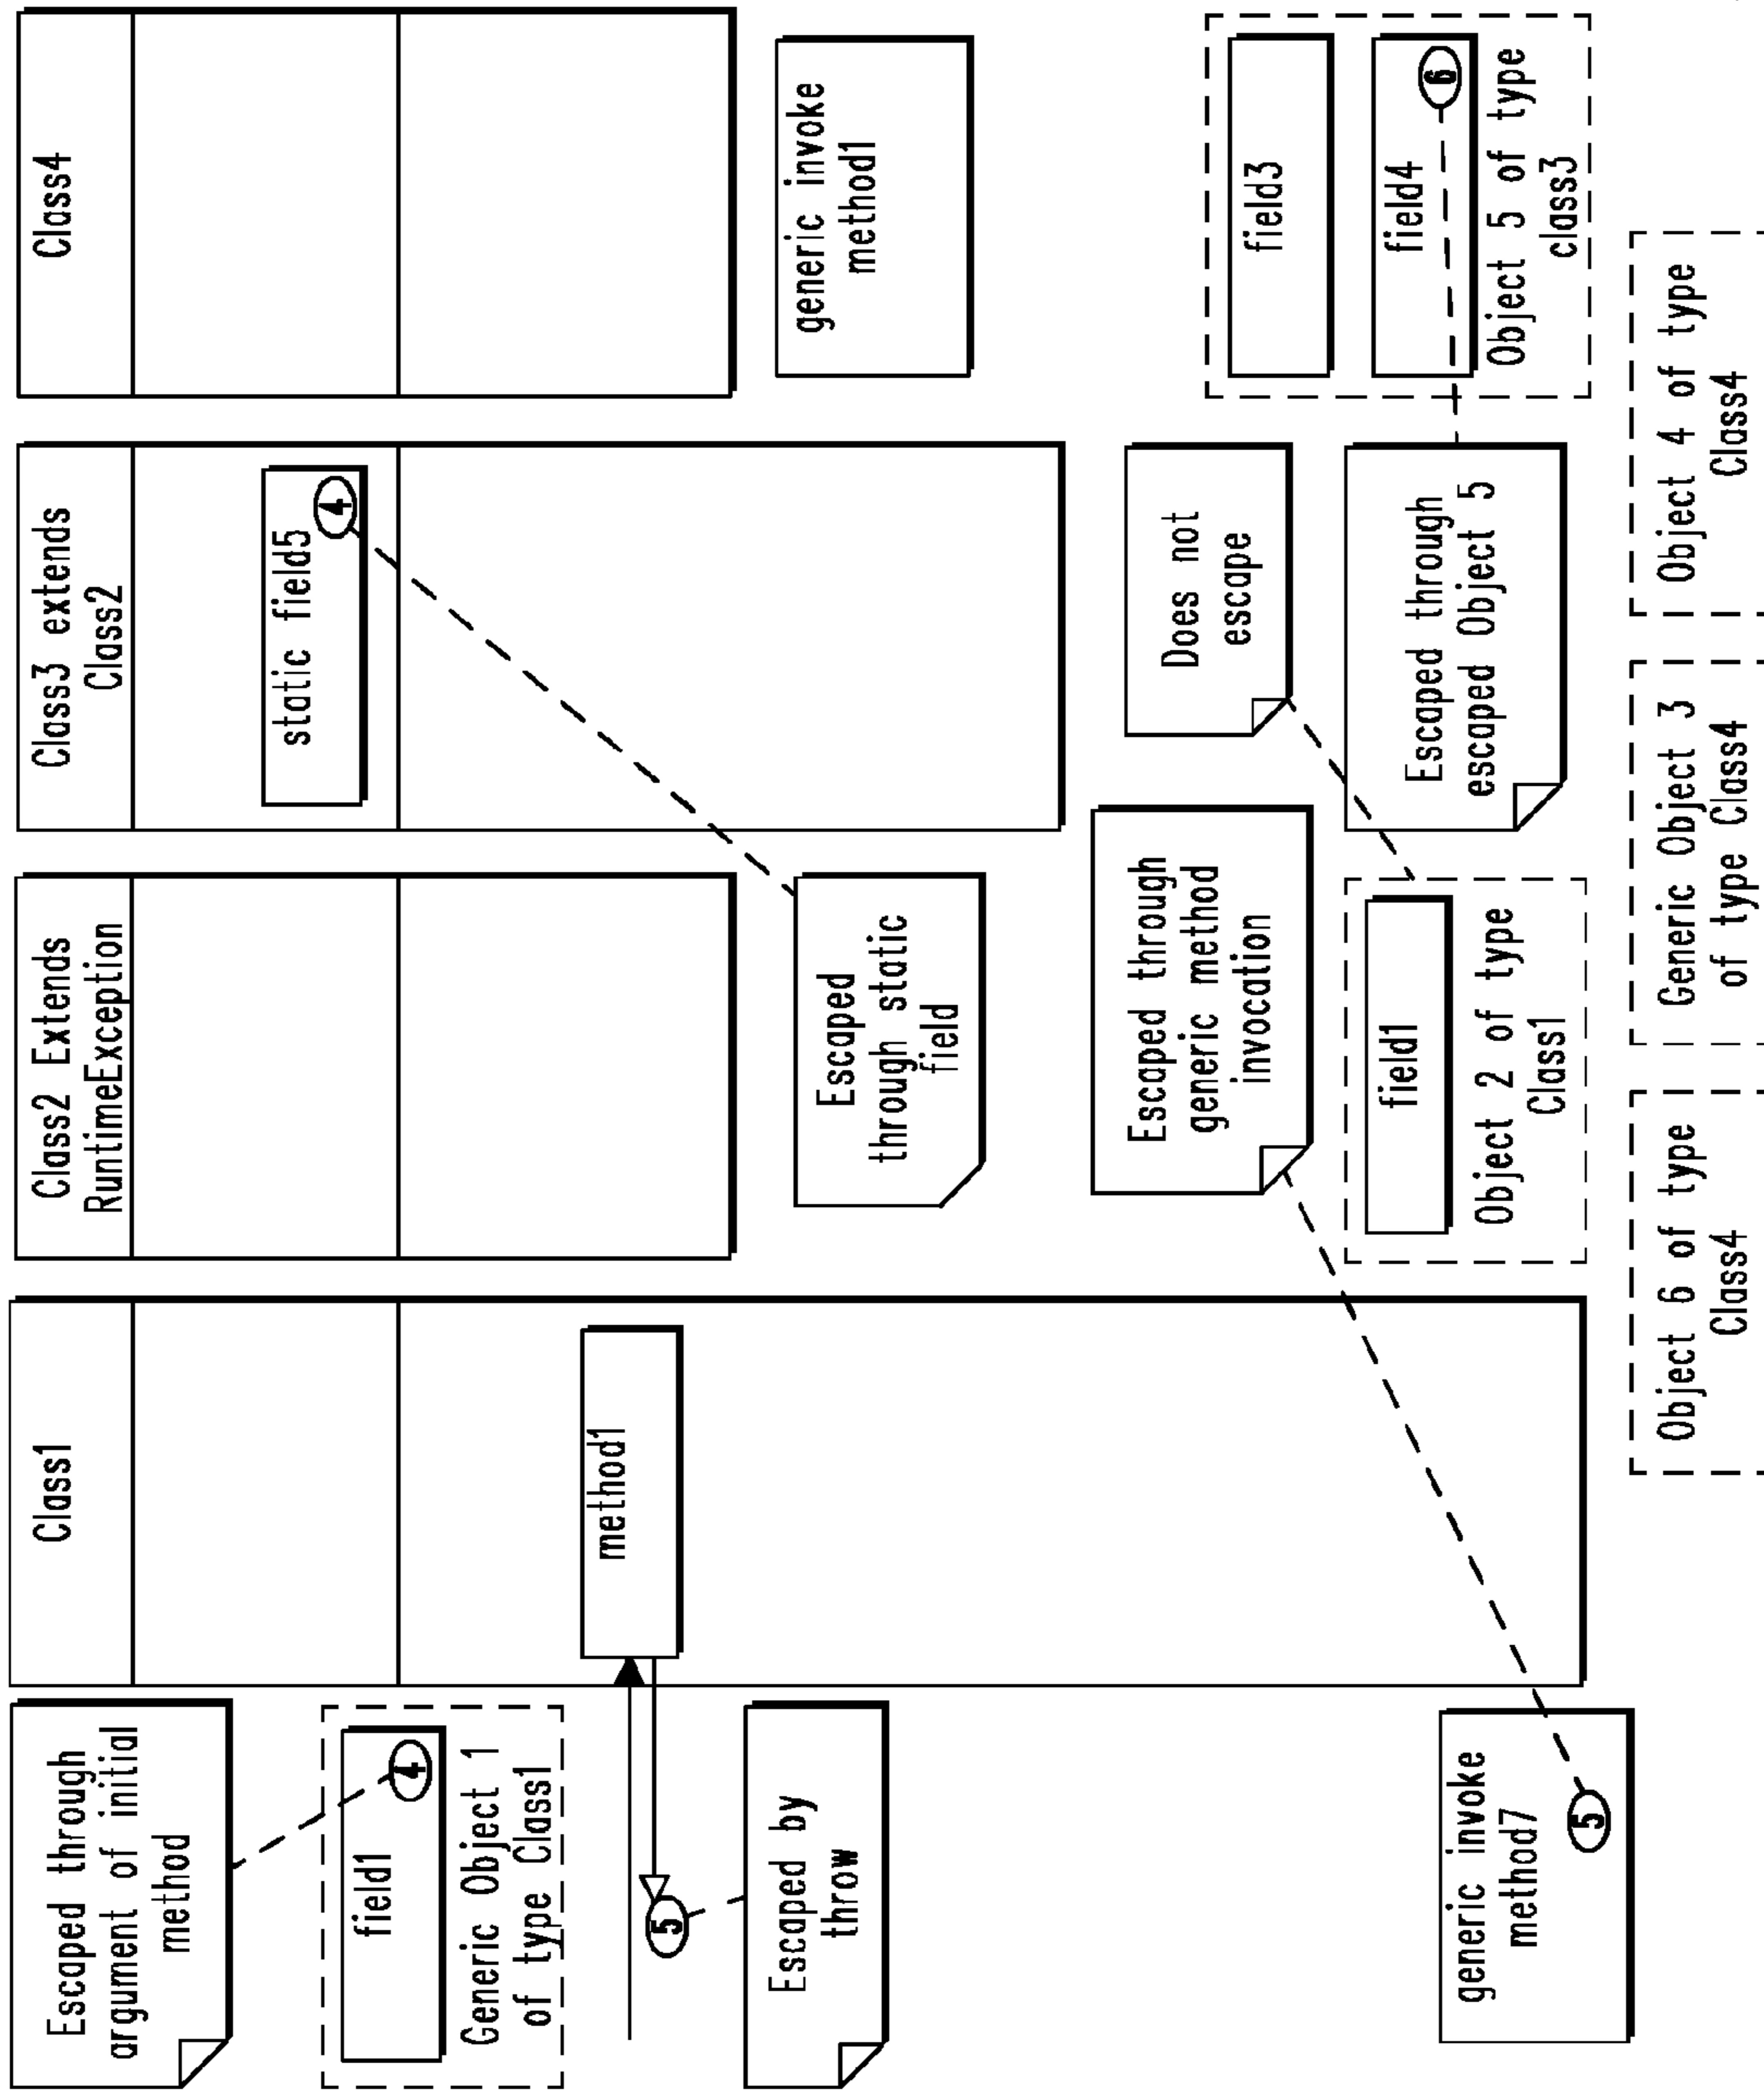 Escaped through
argument of initial
method
Class1
Class2 Extends
RuntimeException
Class3 extends
Class2
Class4
field1
4
Generic Object 1
of type Class1
static field5
4
method1
5
Escaped by
throw
Escaped
through static
field
generic invoke
method1
Escaped through
generic method
invocation
Does not
escape
field3
field4
6
Object 5 of type
class3
field1
Object 2 of type
Class1
Escaped through
escaped Object 5
generic invoke
method7
5
Object 6 of type
Class4
Generic Object 3
of type Class4
Object 4 of type
Class4